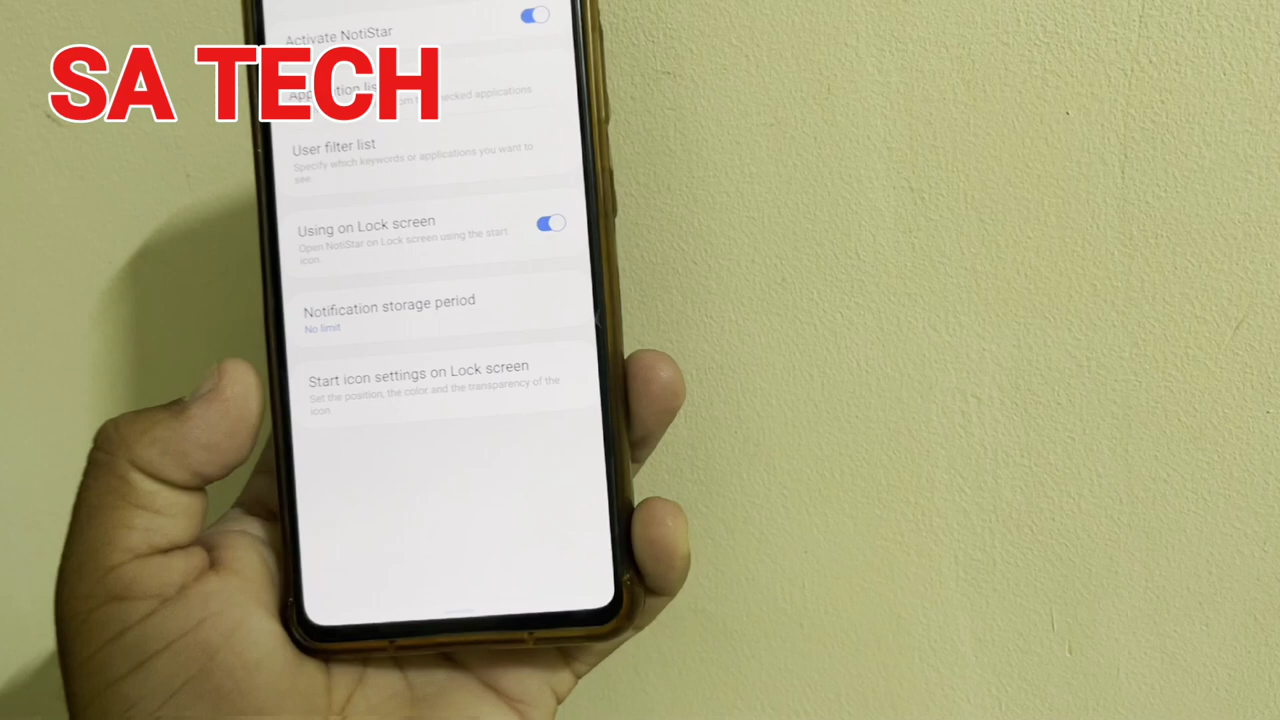 Activate NotiStar
SA TECH
checked applications
User filter list
Specify which keywords or applications you want to
see.
Using on Lock screen
Open NotiStar on Lock screen using the start
icon.
Notification storage period
No limit
Start icon settings on Lock screen
Set the position, the color and the transparency of the
icon